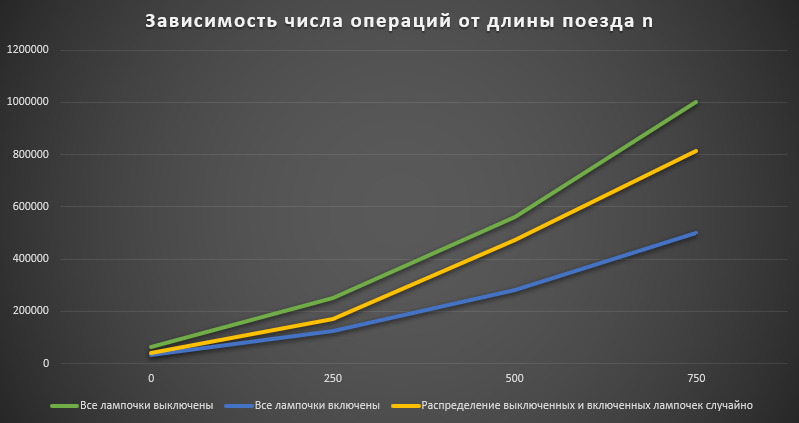 Зависимость числа операций от длины поезда n
1200000
1000000
800000
600000
400000
200000
0
0 250 500 750
Все лампочки выключены Все лампочки включены Распределение выключенных и включенных лампочек случайно